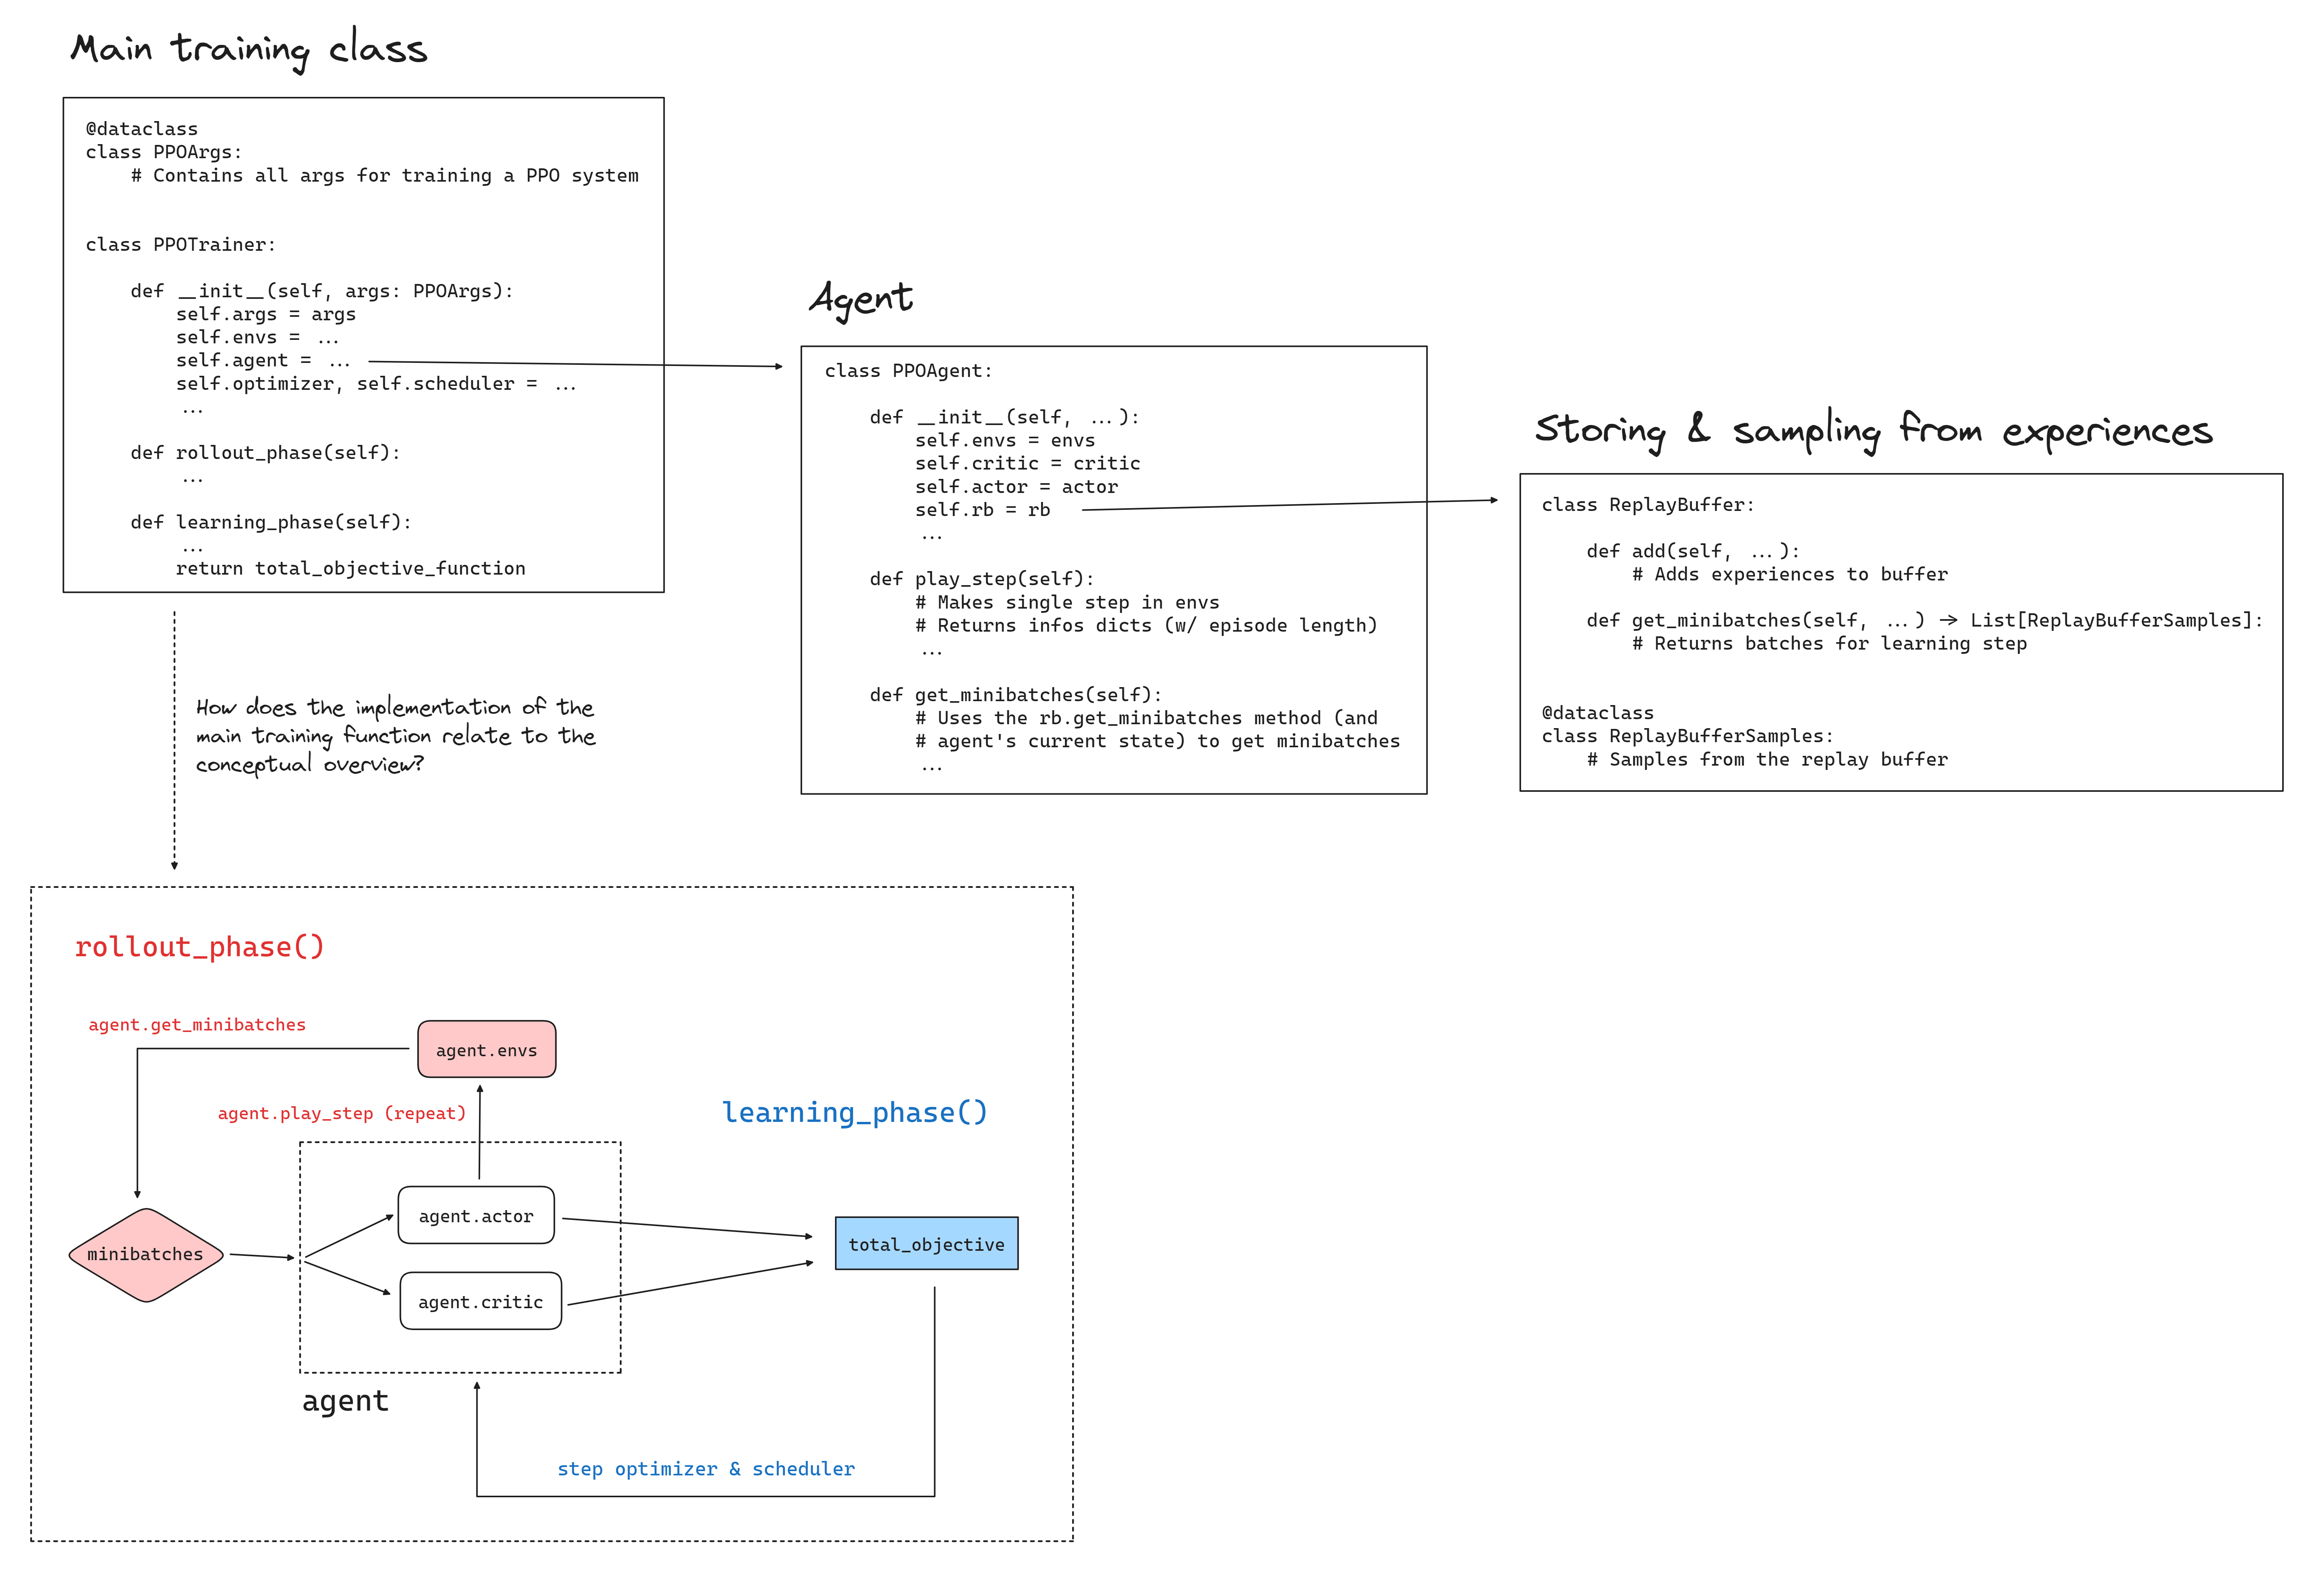 Main training class
@dataclass
class PPOArgs:
# Contains all args for training a PPO system
class PPOTrainer:
def __init__(self, args: PPOArgs):
self.args = args
self.envs = ...
self.agent = ...
self.optimizer, self.scheduler = ...
...
def rollout_phase(self):
...
def learning_phase(self):
...
return total_objective_function
Agent
class PPOAgent:
def __init__(self, ...):
self.envs = envs
self.critic = critic
self.actor = actor
self.rb = rb
...
def play_step(self):
# Makes single step in envs
# Returns infos dicts (w/ episode length)
...
def get_minibatches(self):
# Uses the rb.get_minibatches method (and
# agent's current state) to get minibatches
...
Storing & sampling from experiences
class ReplayBuffer:
def add(self, ...):
# Adds experiences to buffer
def get_minibatches(self, ...) -> List[ReplayBufferSamples]:
# Returns batches for learning step
@dataclass
class ReplayBufferSamples:
# Samples from the replay buffer
How does the implementation of the
main training function relate to the
conceptual overview?
rollout_phase()
agent.get_minibatches
agent.envs
agent.play_step (repeat)
learning_phase()
agent.actor
minibatches
total_objective
agent.critic
agent
step optimizer & scheduler